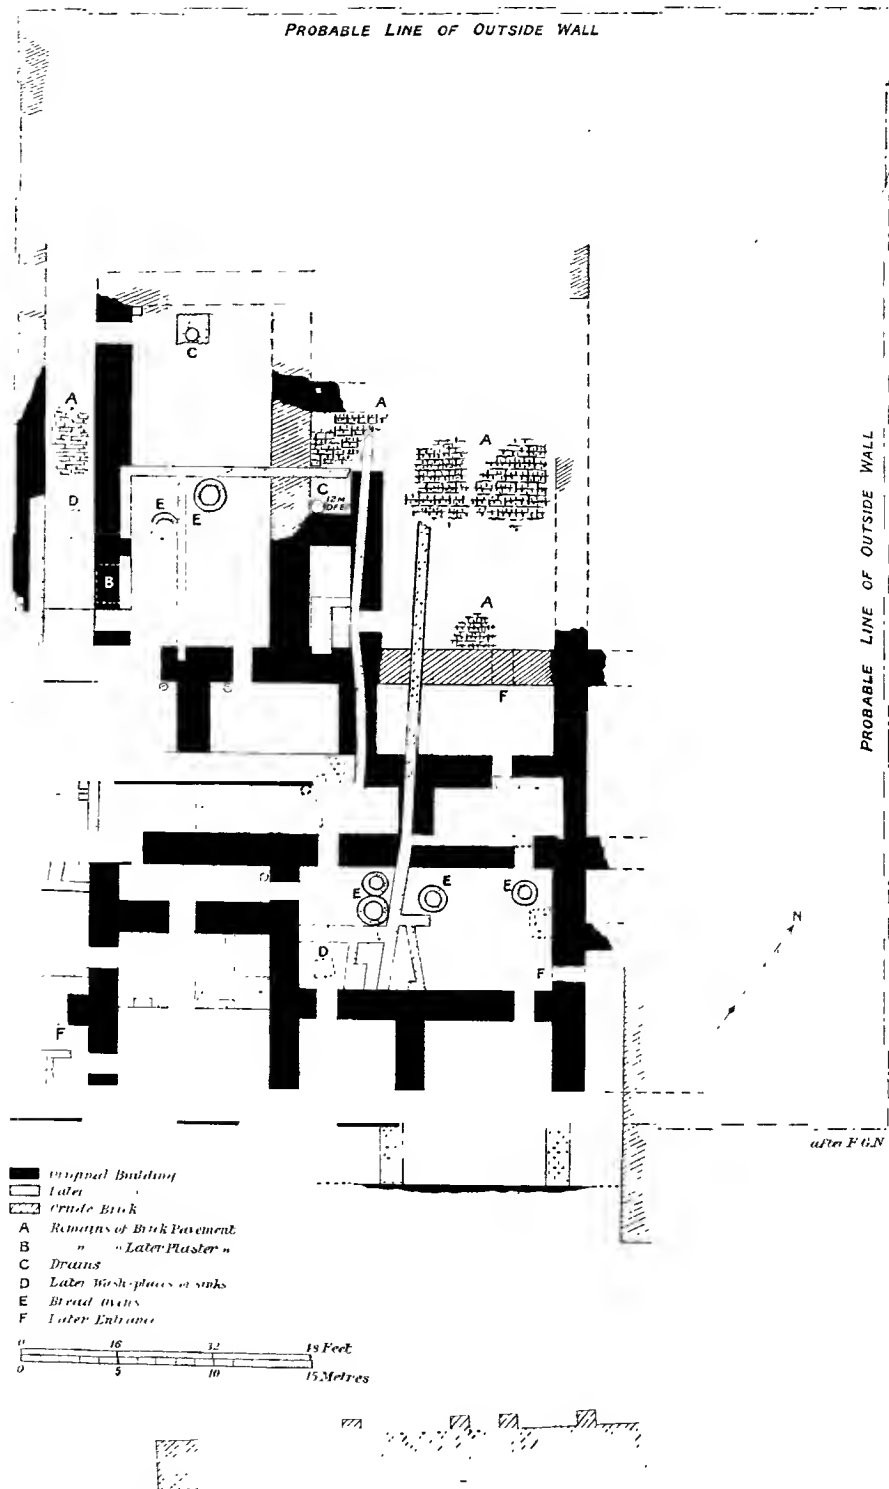 PROBABLE LINE OF OUTSIDE WALL
C
A
A
A
D
E
E
C
12M
B
A
F
PROBABLE LINE OF OUTSIDE WALL
E
E
E
N
D
F
F
after F.G.N
Original Building
Later "
Crude Brick
A Remains of Brick Pavement
B " " Later Plaster "
C Drains
D Later Wash-places or sinks
E Bread ovens
F Later Entrance
0 16 32 48 Feet
0 5 10 15 Metres